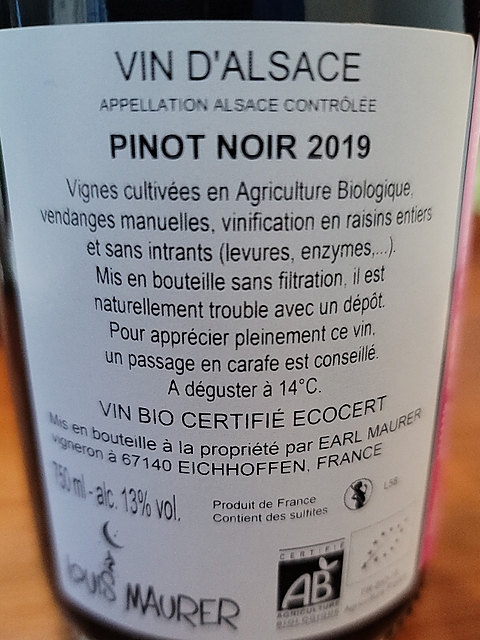 VIN D'ALSACE
APPELLATION ALSACE CONTRÔLÉE
PINOT NOIR 2019
Vignes cultivées en Agriculture Biologique,
vendanges manuelles, vinification en raisins entiers
et sans intrants (levures, enzymes,...).
Mis en bouteille sans filtration, il est
naturellement trouble avec un dépôt.
Pour apprécier pleinement ce vin,
un passage en carafe est conseillé.
A déguster à 14°C.
VIN BIO CERTIFIÉ ECOCERT
Mis en bouteille à la propriété par EARL MAURER
vigneron à 67140 EICHHOFFEN, FRANCE
750 ml - alc. 13% vol.
Produit de France
Contient des sulfites
LOUIS MAURER
CERTIFIÉ
AB
AGRICULTURE
BIOLOGIQUE